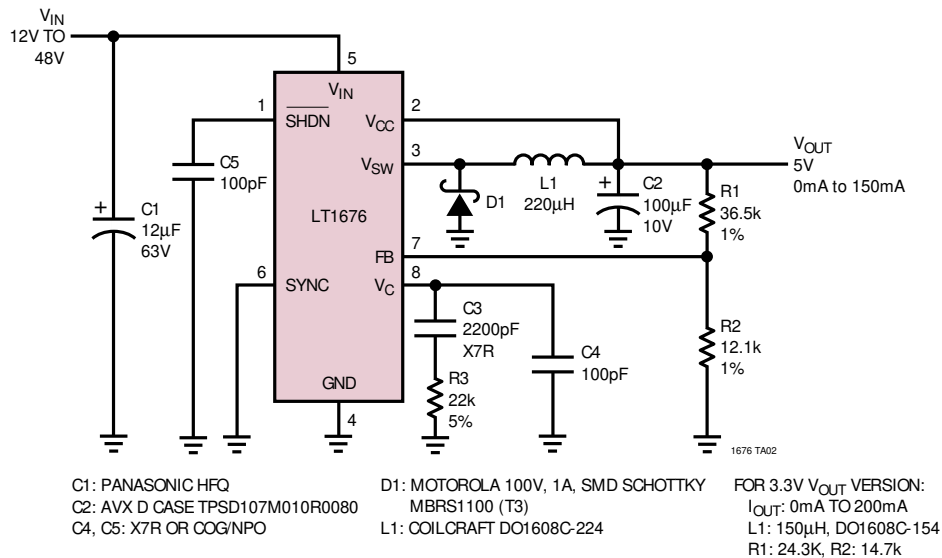 VIN
12V TO
48V
5
VIN
1
SHDN
2
VCC
3
VSW
VOUT
5V
0mA to 150mA
C5
100pF
L1
220µH
D1
+
C2
100µF
10V
R1
36.5k
1%
+
C1
12µF
63V
LT1676
7
FB
6
SYNC
8
VC
C3
2200pF
X7R
C4
100pF
R2
12.1k
1%
R3
22k
5%
GND
4
1676 TA02
C1: PANASONIC HFQ
C2: AVX D CASE TPSD107M010R0080
C4, C5: X7R OR COG/NPO
D1: MOTOROLA 100V, 1A, SMD SCHOTTKY
MBRS1100 (T3)
L1: COILCRAFT DO1608C-224
FOR 3.3V VOUT VERSION:
IOUT: 0mA TO 200mA
L1: 150µH, DO1608C-154
R1: 24.3K, R2: 14.7k